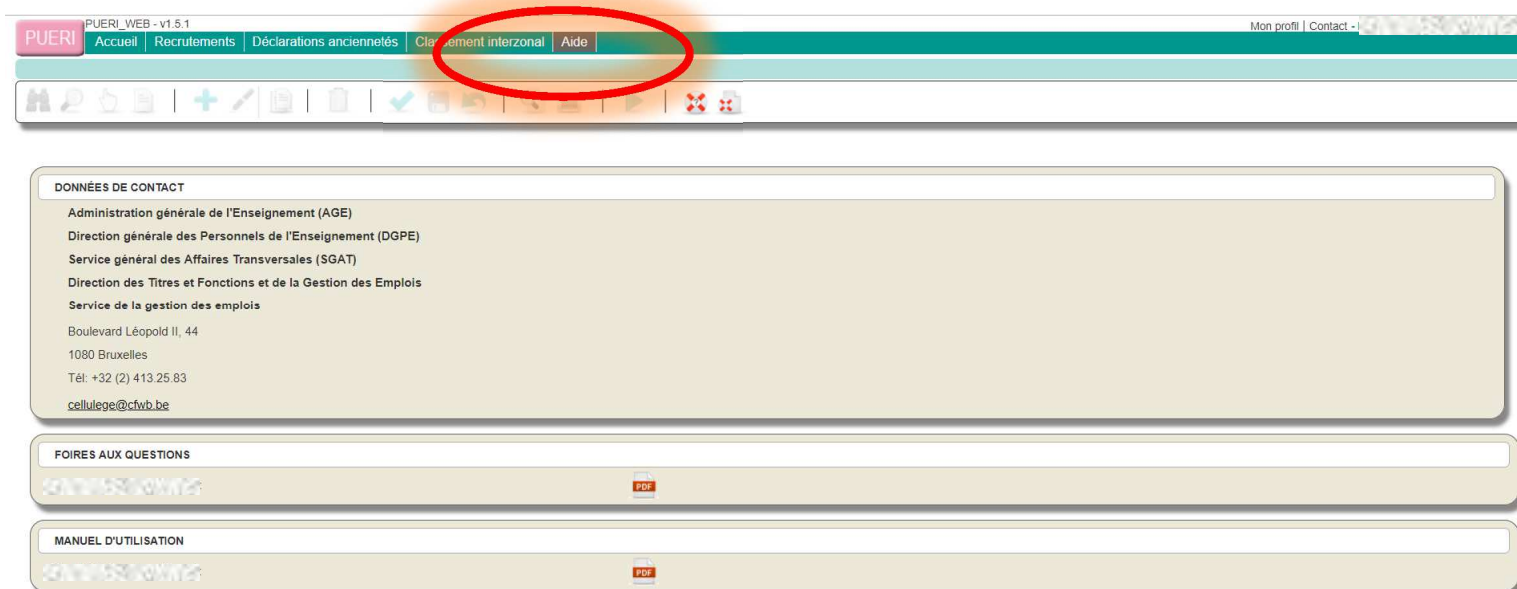 PUERI_WEB - v1.5.1
Mon profil | Contact -
PUERI
Accueil | Recrutements | Déclarations anciennetés | Classement interzonal | Aide
DONNÉES DE CONTACT
Administration générale de l'Enseignement (AGE)
Direction générale des Personnels de l'Enseignement (DGPE)
Service général des Affaires Transversales (SGAT)
Direction des Titres et Fonctions et de la Gestion des Emplois
Service de la gestion des emplois
Boulevard Léopold II, 44
1080 Bruxelles
Tél: +32 (2) 413.25.83
cellulege@cfwb.be
FOIRES AUX QUESTIONS
PDF
MANUEL D'UTILISATION
PDF